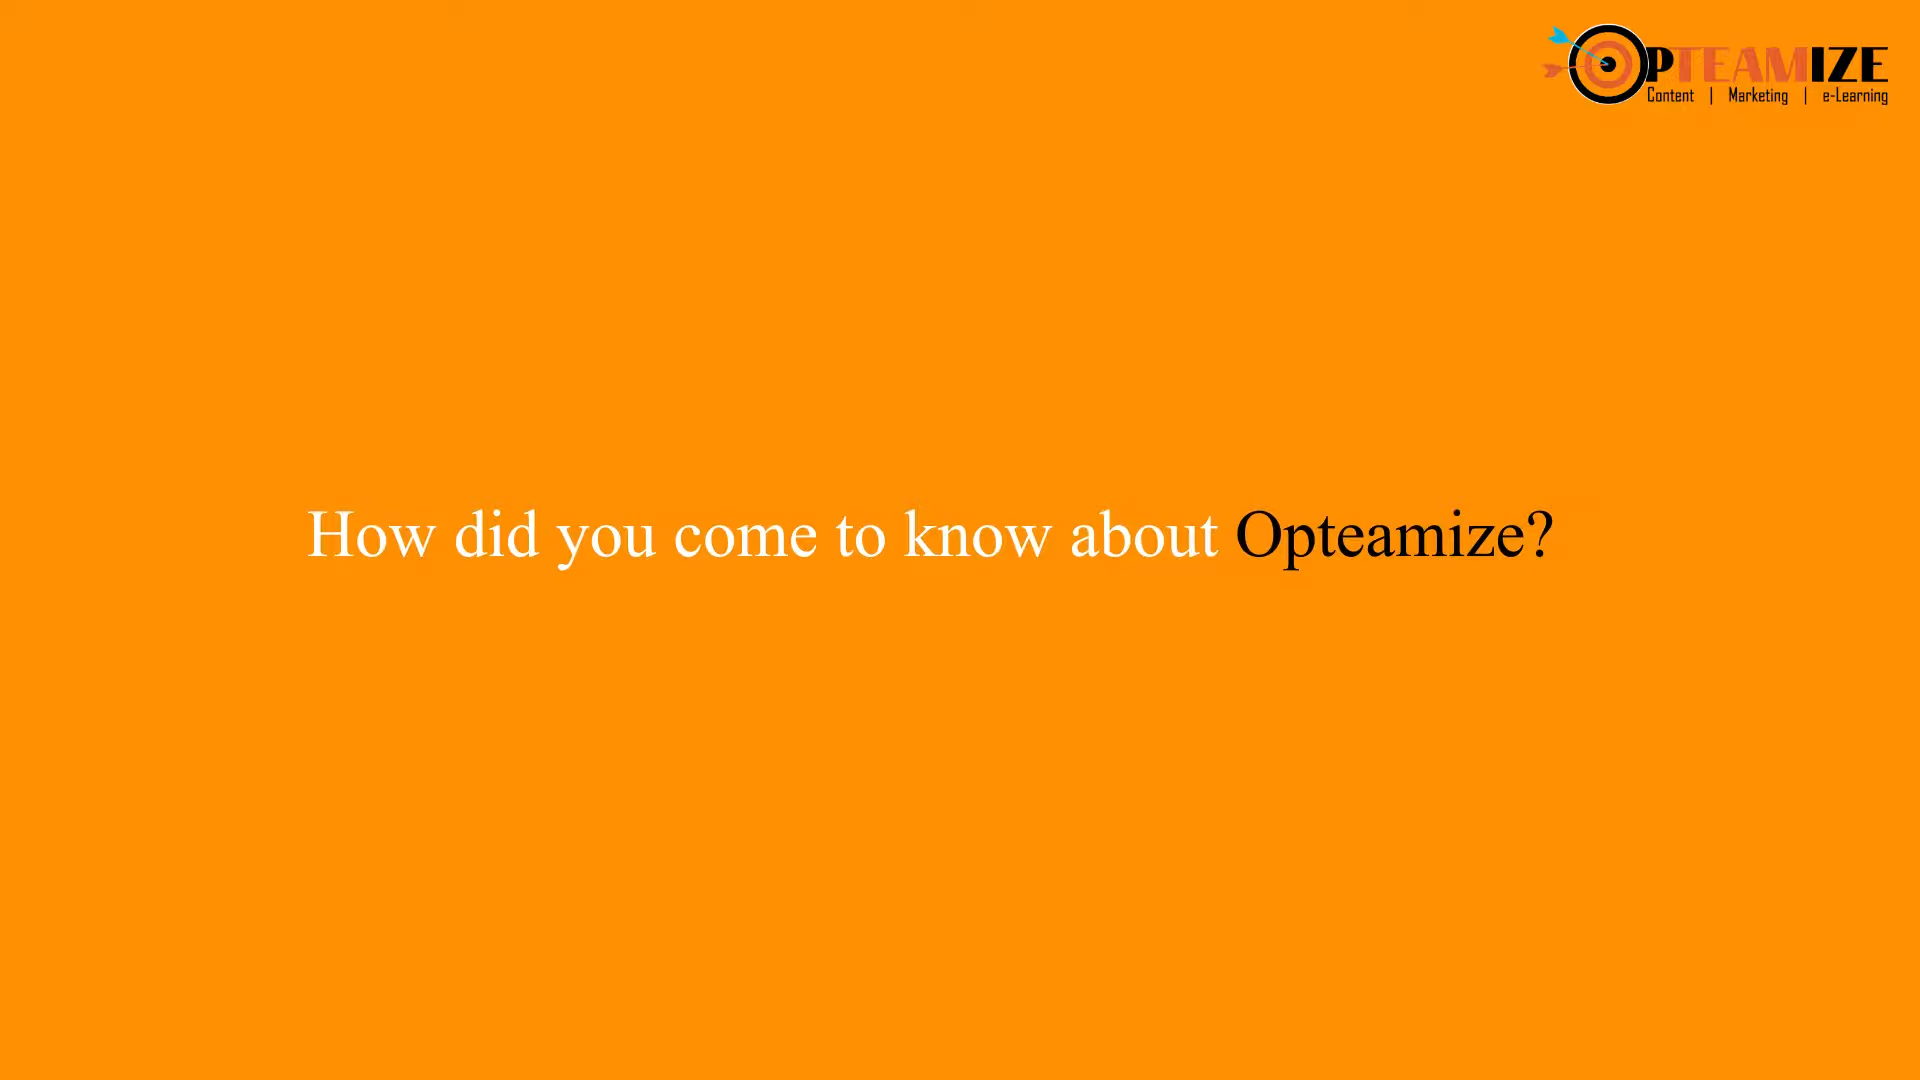 OPTEAMIZE
Content | Marketing | e-Learning
How did you come to know about Opteamize?